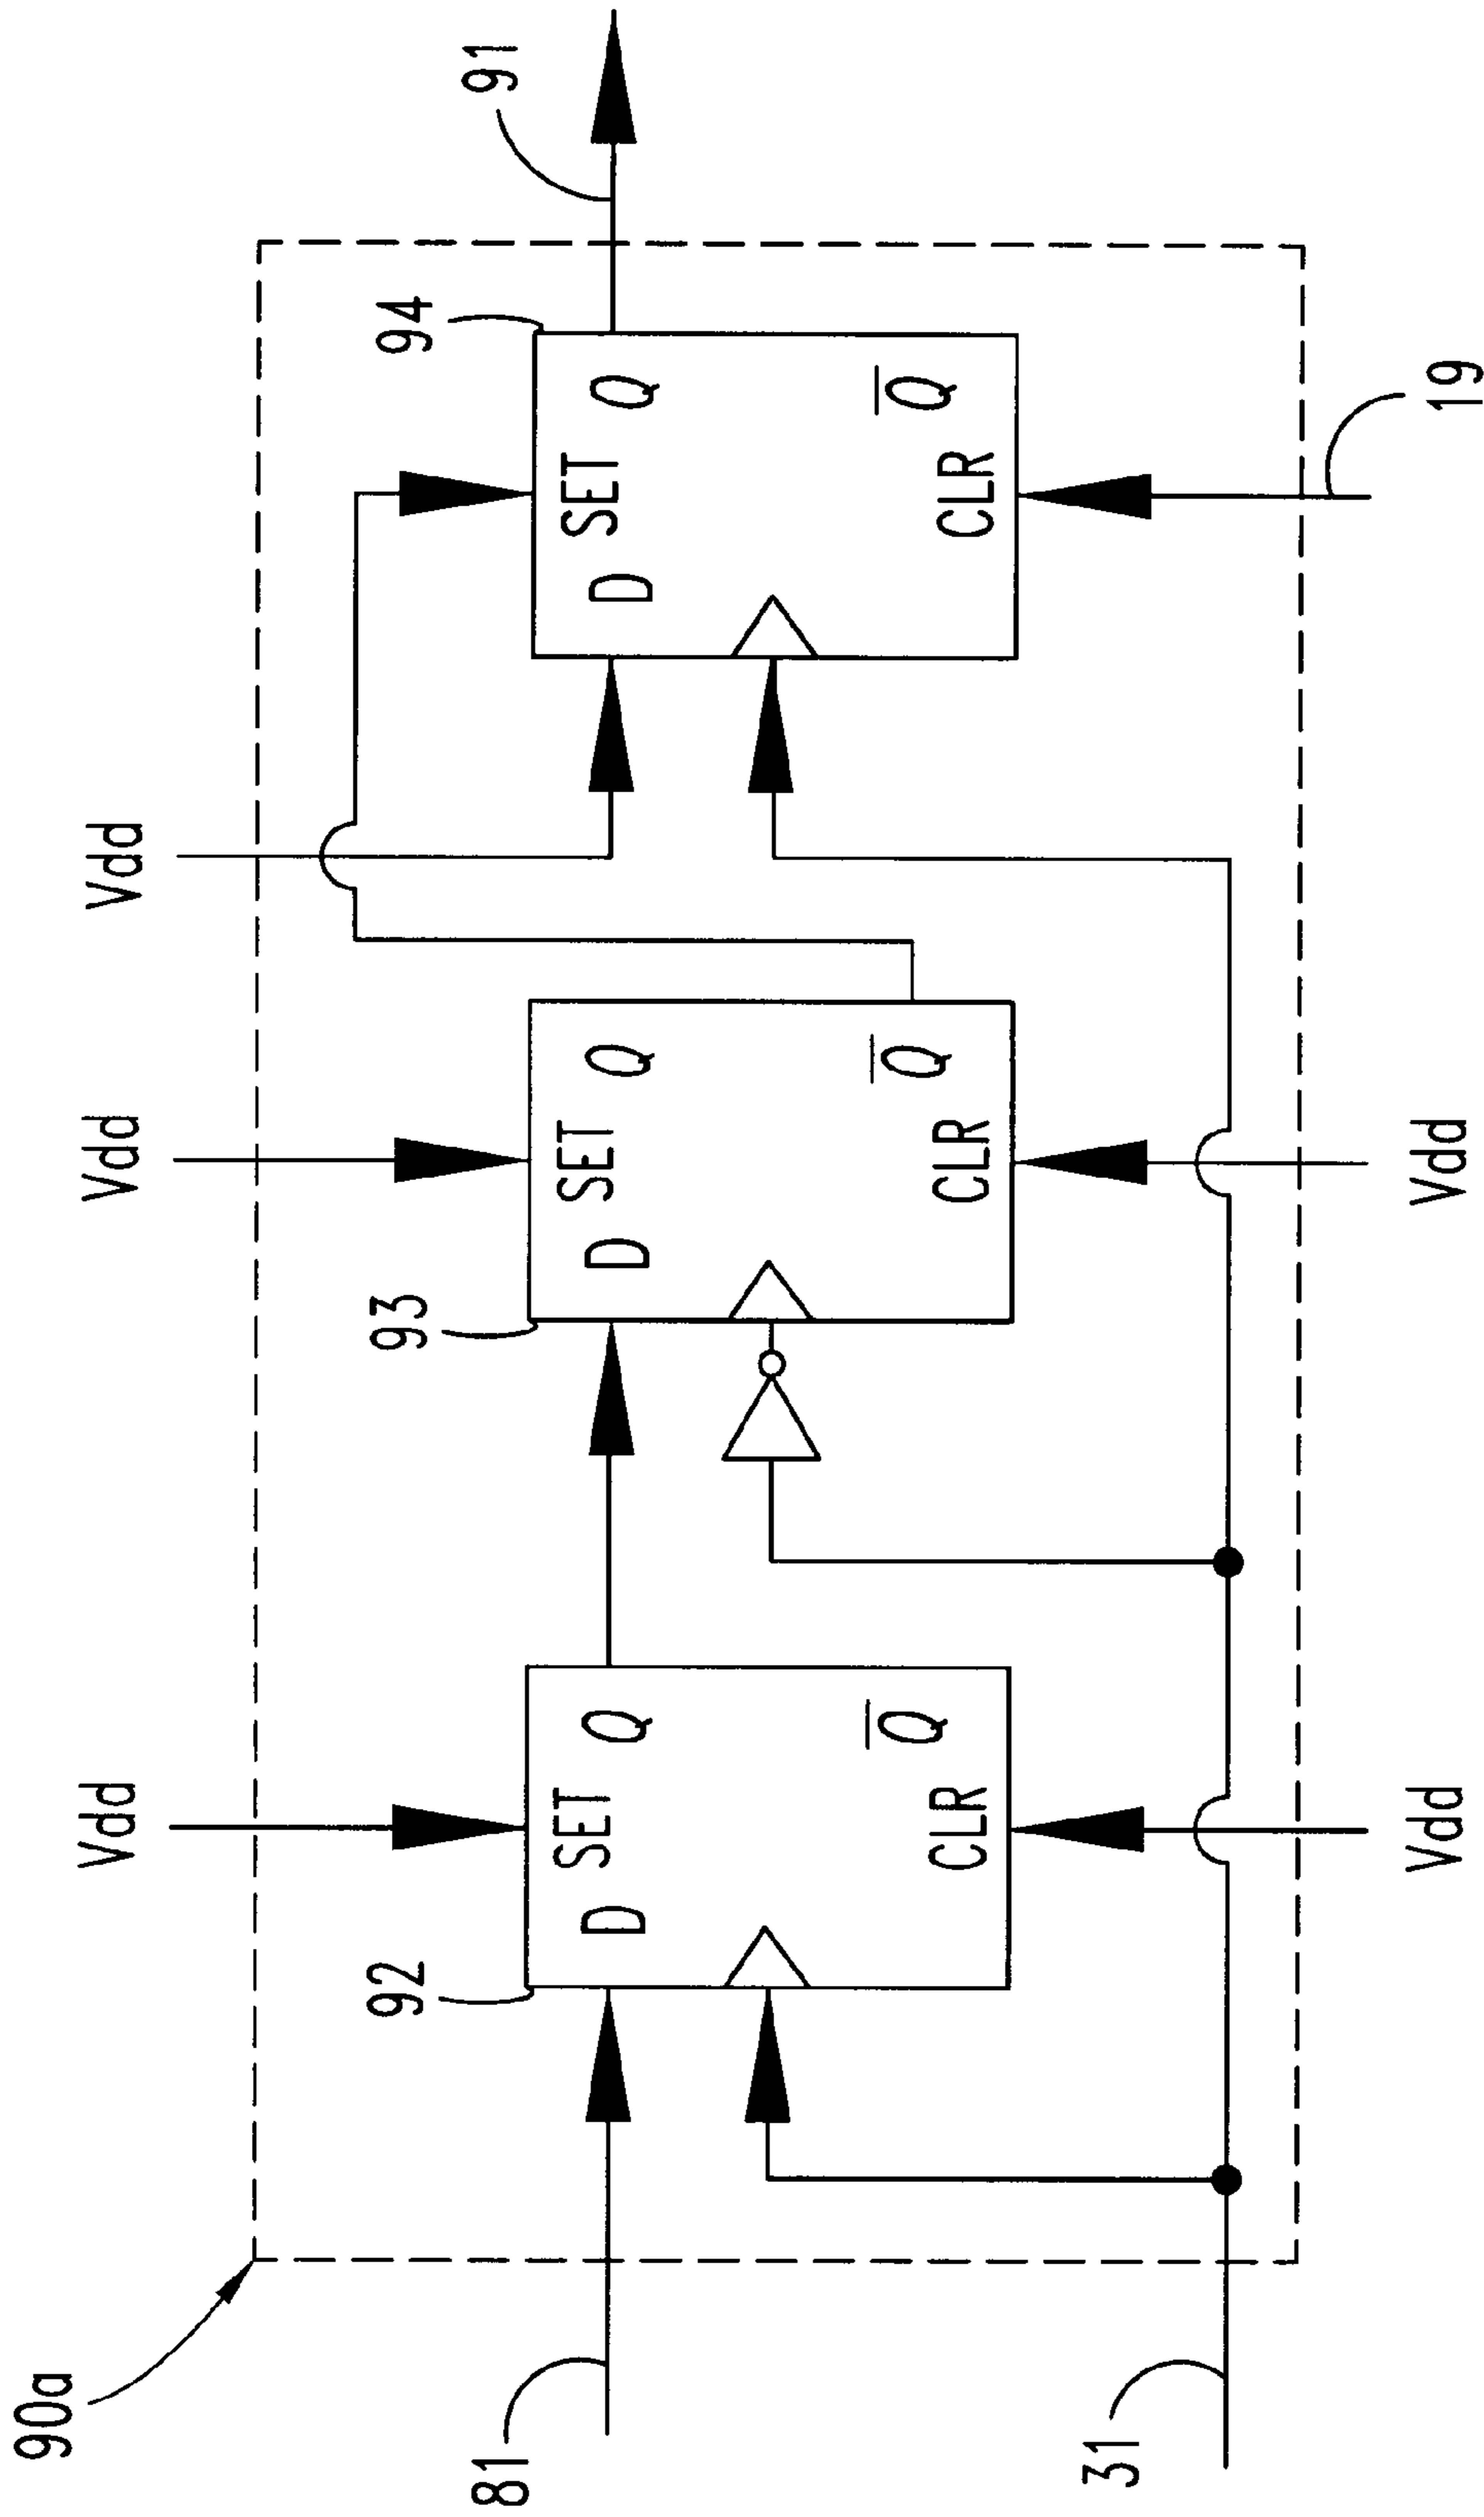 90a
Vdd
Vdd
Vdd
92
93
94
91
81
D
SET
Q
Q̅
CLR
D
SET
Q
Q̅
CLR
D
SET
Q
Q̅
CLR
31
Vdd
Vdd
19